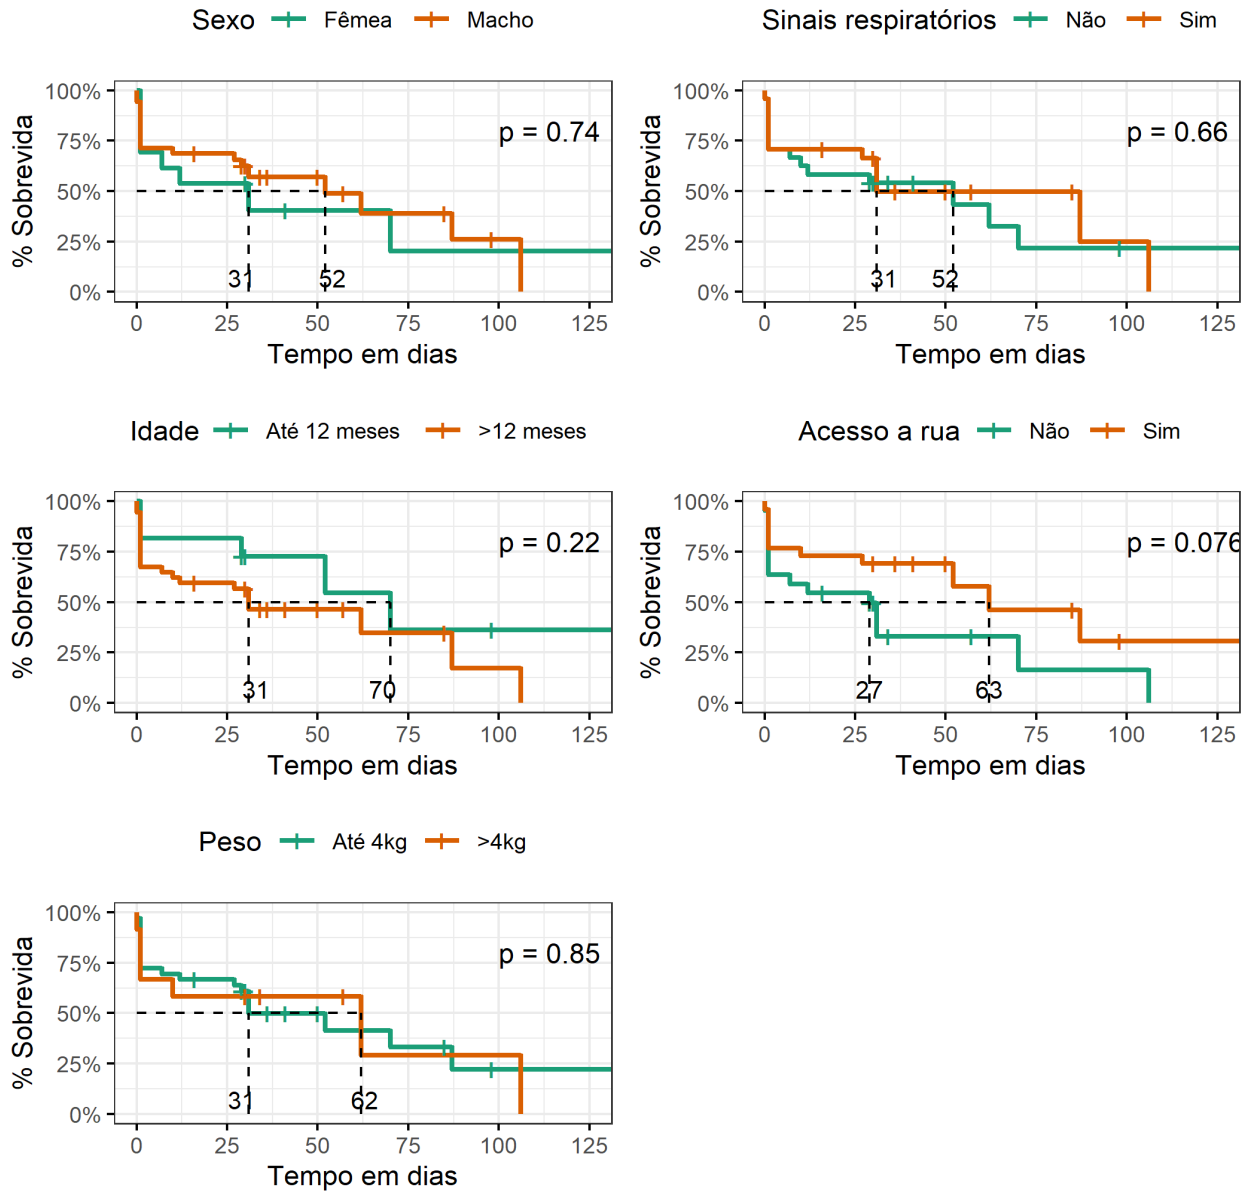 Sexo Fêmea Macho
100%
75%
50%
25%
0%
% Sobrevida
p = 0.74
31 52
0 25 50 75 100 125
Tempo em dias
Sinais respiratórios Não Sim
100%
75%
50%
25%
0%
% Sobrevida
p = 0.66
31 52
0 25 50 75 100 125
Tempo em dias
Idade Até 12 meses >12 meses
100%
75%
50%
25%
0%
% Sobrevida
p = 0.22
31 70
0 25 50 75 100 125
Tempo em dias
Acesso a rua Não Sim
100%
75%
50%
25%
0%
% Sobrevida
p = 0.076
27 63
0 25 50 75 100 125
Tempo em dias
Peso Até 4kg >4kg
100%
75%
50%
25%
0%
% Sobrevida
p = 0.85
31 62
0 25 50 75 100 125
Tempo em dias